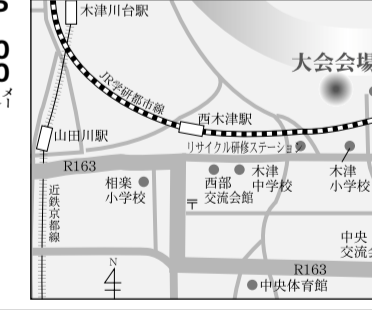 木津川台駅
大会会場
JR学研都市線
西木津駅
リサイクル研修ステーション
山田川駅
R163
相楽
小学校
西部
交流会館
木津
中学校
木津
小学校
近鉄京都線
〒
中央
N
R163
中央体育館